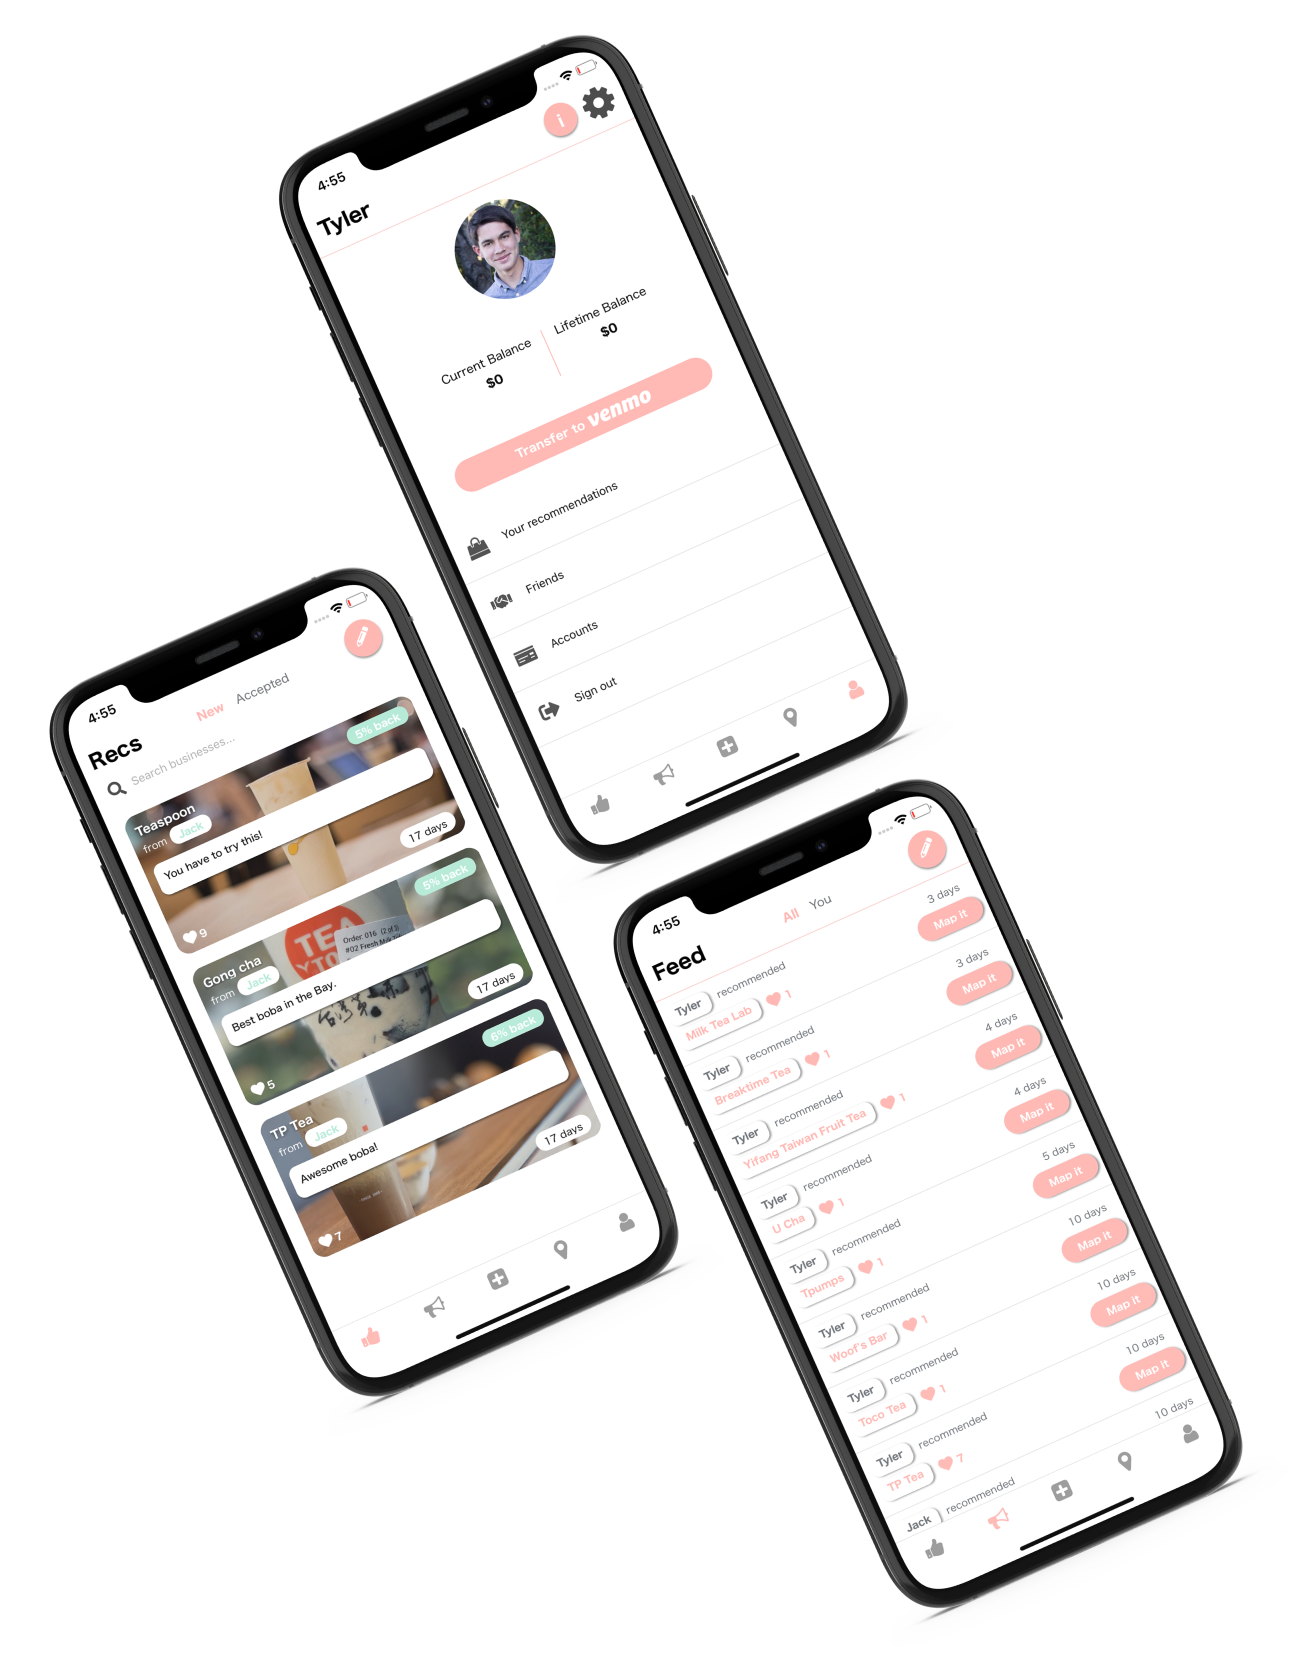 4:55
Tyler
i
Current Balance
$0
Lifetime Balance
$0
Transfer to venmo
Your recommendations
Friends
Accounts
Sign out
4:55
New Accepted
Recs
Search businesses...
5% back
Teaspoon
from Jack
You have to try this!
17 days
9
5% back
TEA
Order: 016 (2 of 3)
Gong cha
from Jack
Best boba in the Bay.
17 days
5
6% back
TP Tea
from Jack
Awesome boba!
17 days
7
4:55
All You
Feed
3 days
Tyler recommended
Map it
Milk Tea Lab 1
3 days
Tyler recommended
Map it
Breaktime Tea 1
4 days
Tyler recommended
Map it
Yifang Taiwan Fruit Tea 1
4 days
Tyler recommended
Map it
U Cha 1
5 days
Tyler recommended
Map it
Tpumps 1
10 days
Tyler recommended
Map it
Woof's Bar 1
10 days
Tyler recommended
Map it
Toco Tea 1
10 days
Tyler recommended
Map it
TP Tea 7
10 days
Jack recommended